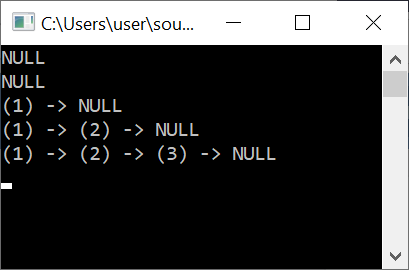 C:\Users\user\sou...
NULL
NULL
(1) -> NULL
(1) -> (2) -> NULL
(1) -> (2) -> (3) -> NULL